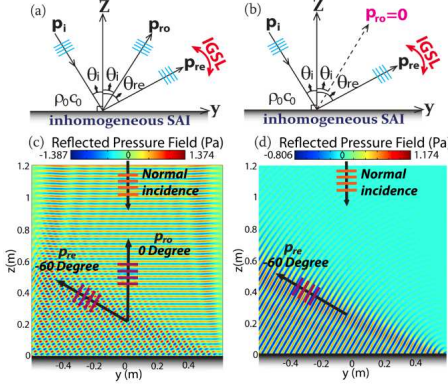 (a)
Z
p_i
p_ro
IGSL
θ_i
θ_i
θ_re
p_re
ρ_0c_0
y
inhomogeneous SAI
(b)
Z
p_ro=0
p_i
IGSL
θ_i
θ_i
θ_re
p_re
ρ_0c_0
y
inhomogeneous SAI
(c)
Reflected Pressure Field (Pa)
-1.387
0
1.374
1.2
1
0.8
0.6
0.4
0.2
0
z(m)
Normal
incidence
p_ro
0 Degree
p_re
-60 Degree
-0.4
-0.2
0
0.2
0.4
y (m)
(d)
Reflected Pressure Field (Pa)
-0.806
0
1.174
1.2
1
0.8
0.6
0.4
0.2
0
z(m)
Normal
incidence
p_re
-60 Degree
-0.4
-0.2
0
0.2
0.4
y (m)